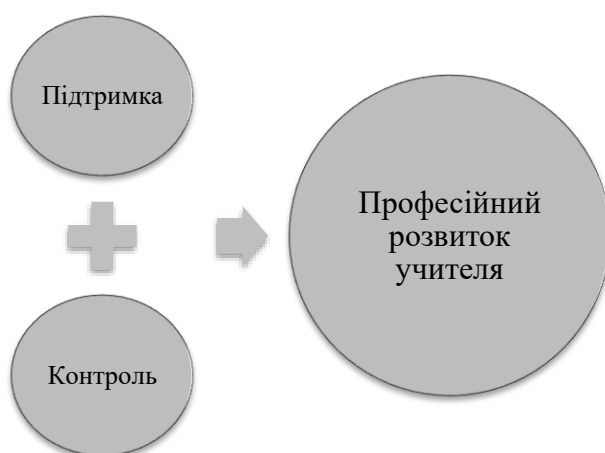 Підтримка
Контроль
Професійний
розвиток
учителя